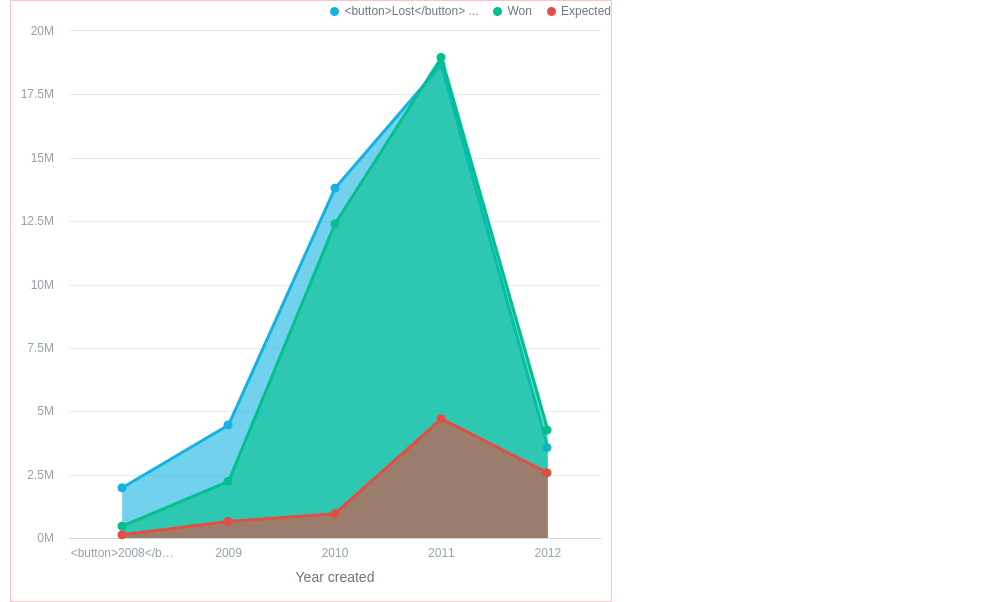 <button>Lost</button> ... Won Expected
20M
17.5M
15M
12.5M
10M
7.5M
5M
2.5M
0M
<button>2008</b... 2009 2010 2011 2012
Year created